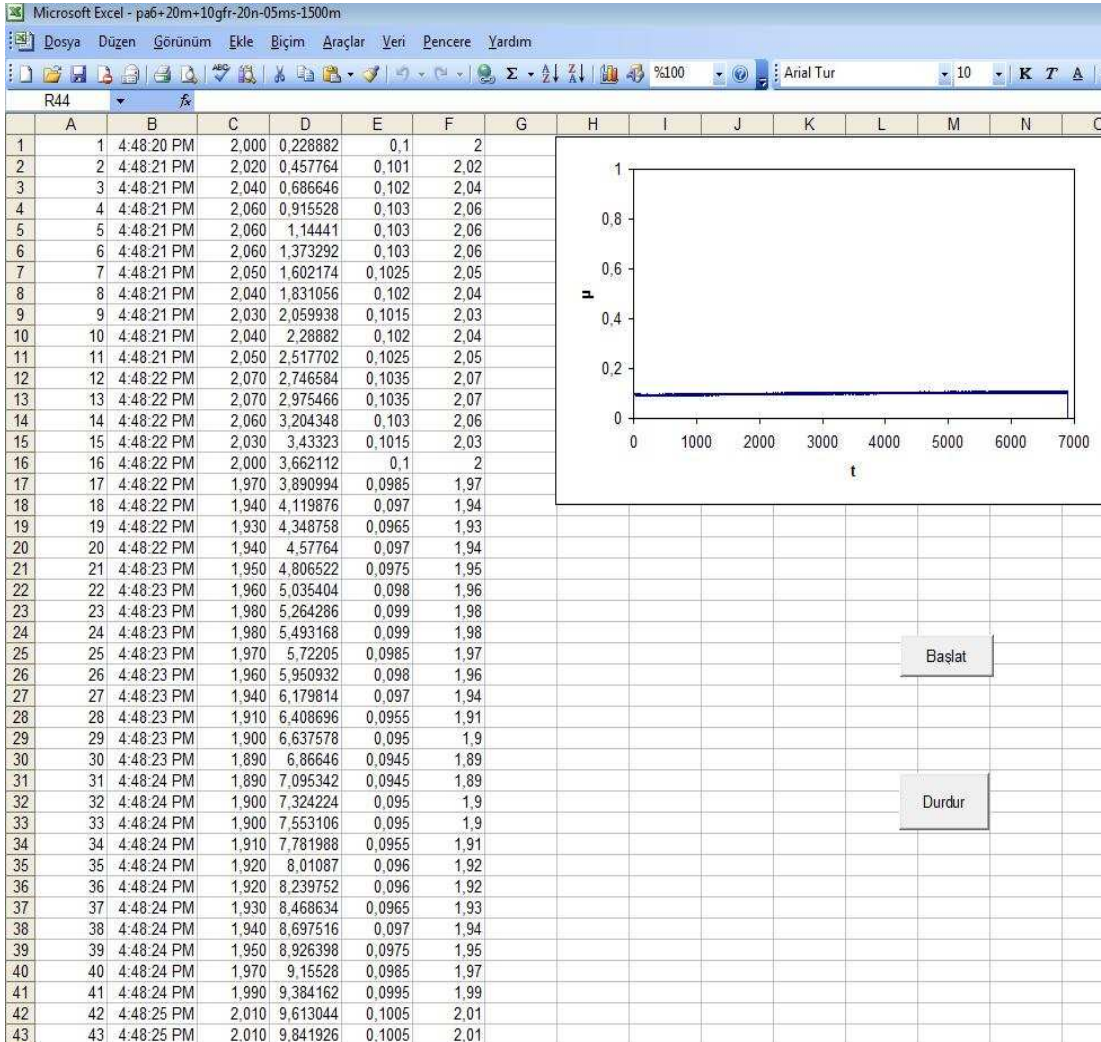 Microsoft Excel - pa6+20m+10gfr-20n-05ms-1500m
Dosya Düzen Görünüm Ekle Biçim Araçlar Veri Pencere Yardım
%100 Arial Tur 10 K T A
R44 fx
A B C D E F G H I J K L M N
1 1 4:48:20 PM 2,000 0,228882 0,1 2
2 2 4:48:21 PM 2,020 0,457764 0,101 2,02
3 3 4:48:21 PM 2,040 0,686646 0,102 2,04
4 4 4:48:21 PM 2,060 0,915528 0,103 2,06
5 5 4:48:21 PM 2,060 1,14441 0,103 2,06
6 6 4:48:21 PM 2,060 1,373292 0,103 2,06
7 7 4:48:21 PM 2,050 1,602174 0,1025 2,05
8 8 4:48:21 PM 2,040 1,831056 0,102 2,04
9 9 4:48:21 PM 2,030 2,059938 0,1015 2,03
10 10 4:48:21 PM 2,040 2,28882 0,102 2,04
11 11 4:48:21 PM 2,050 2,517702 0,1025 2,05
12 12 4:48:22 PM 2,070 2,746584 0,1035 2,07
13 13 4:48:22 PM 2,070 2,975466 0,1035 2,07
14 14 4:48:22 PM 2,060 3,204348 0,103 2,06
15 15 4:48:22 PM 2,030 3,43323 0,1015 2,03
16 16 4:48:22 PM 2,000 3,662112 0,1 2
17 17 4:48:22 PM 1,970 3,890994 0,0985 1,97
18 18 4:48:22 PM 1,940 4,119876 0,097 1,94
19 19 4:48:22 PM 1,930 4,348758 0,0965 1,93
20 20 4:48:22 PM 1,940 4,57764 0,097 1,94
21 21 4:48:23 PM 1,950 4,806522 0,0975 1,95
22 22 4:48:23 PM 1,960 5,035404 0,098 1,96
23 23 4:48:23 PM 1,980 5,264286 0,099 1,98
24 24 4:48:23 PM 1,980 5,493168 0,099 1,98
25 25 4:48:23 PM 1,970 5,72205 0,0985 1,97
26 26 4:48:23 PM 1,960 5,950932 0,098 1,96
27 27 4:48:23 PM 1,940 6,179814 0,097 1,94
28 28 4:48:23 PM 1,910 6,408696 0,0955 1,91
29 29 4:48:23 PM 1,900 6,637578 0,095 1,9
30 30 4:48:23 PM 1,890 6,86646 0,0945 1,89
31 31 4:48:24 PM 1,890 7,095342 0,0945 1,89
32 32 4:48:24 PM 1,900 7,324224 0,095 1,9
33 33 4:48:24 PM 1,900 7,553106 0,095 1,9
34 34 4:48:24 PM 1,910 7,781988 0,0955 1,91
35 35 4:48:24 PM 1,920 8,01087 0,096 1,92
36 36 4:48:24 PM 1,920 8,239752 0,096 1,92
37 37 4:48:24 PM 1,930 8,468634 0,0965 1,93
38 38 4:48:24 PM 1,940 8,697516 0,097 1,94
39 39 4:48:24 PM 1,950 8,926398 0,0975 1,95
40 40 4:48:24 PM 1,970 9,15528 0,0985 1,97
41 41 4:48:24 PM 1,990 9,384162 0,0995 1,99
42 42 4:48:25 PM 2,010 9,613044 0,1005 2,01
43 43 4:48:25 PM 2,010 9,841926 0,1005 2,01
1
0,8
0,6
µ
0,4
0,2
0
0 1000 2000 3000 4000 5000 6000 7000
t
Başlat
Durdur